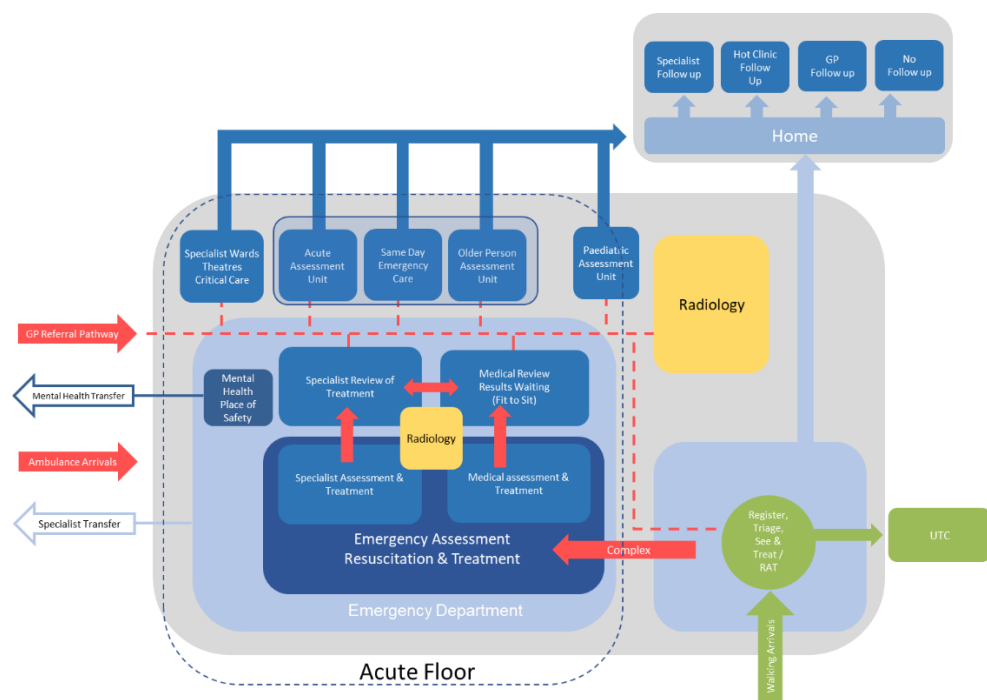 Specialist
Follow up
Hot Clinic
Follow
Up
GP
Follow up
No
Follow up
Home
Specialist Wards
Theatres
Critical Care
Acute
Assessment
Unit
Same Day
Emergency
Care
Older Person
Assessment
Unit
Paediatric
Assessment
Unit
Radiology
GP Referral Pathway
Specialist Review of
Treatment
Medical Review
Results Waiting
(Fit to Sit)
Mental
Health
Place of
Safety
Mental Health Transfer
Radiology
Ambulance Arrivals
Specialist Assessment &
Treatment
Medical assessment &
Treatment
Specialist Transfer
Emergency Assessment
Resuscitation & Treatment
Complex
Register,
Triage,
See &
Treat /
RAT
UTC
Emergency Department
Walking Arrivals
Acute Floor